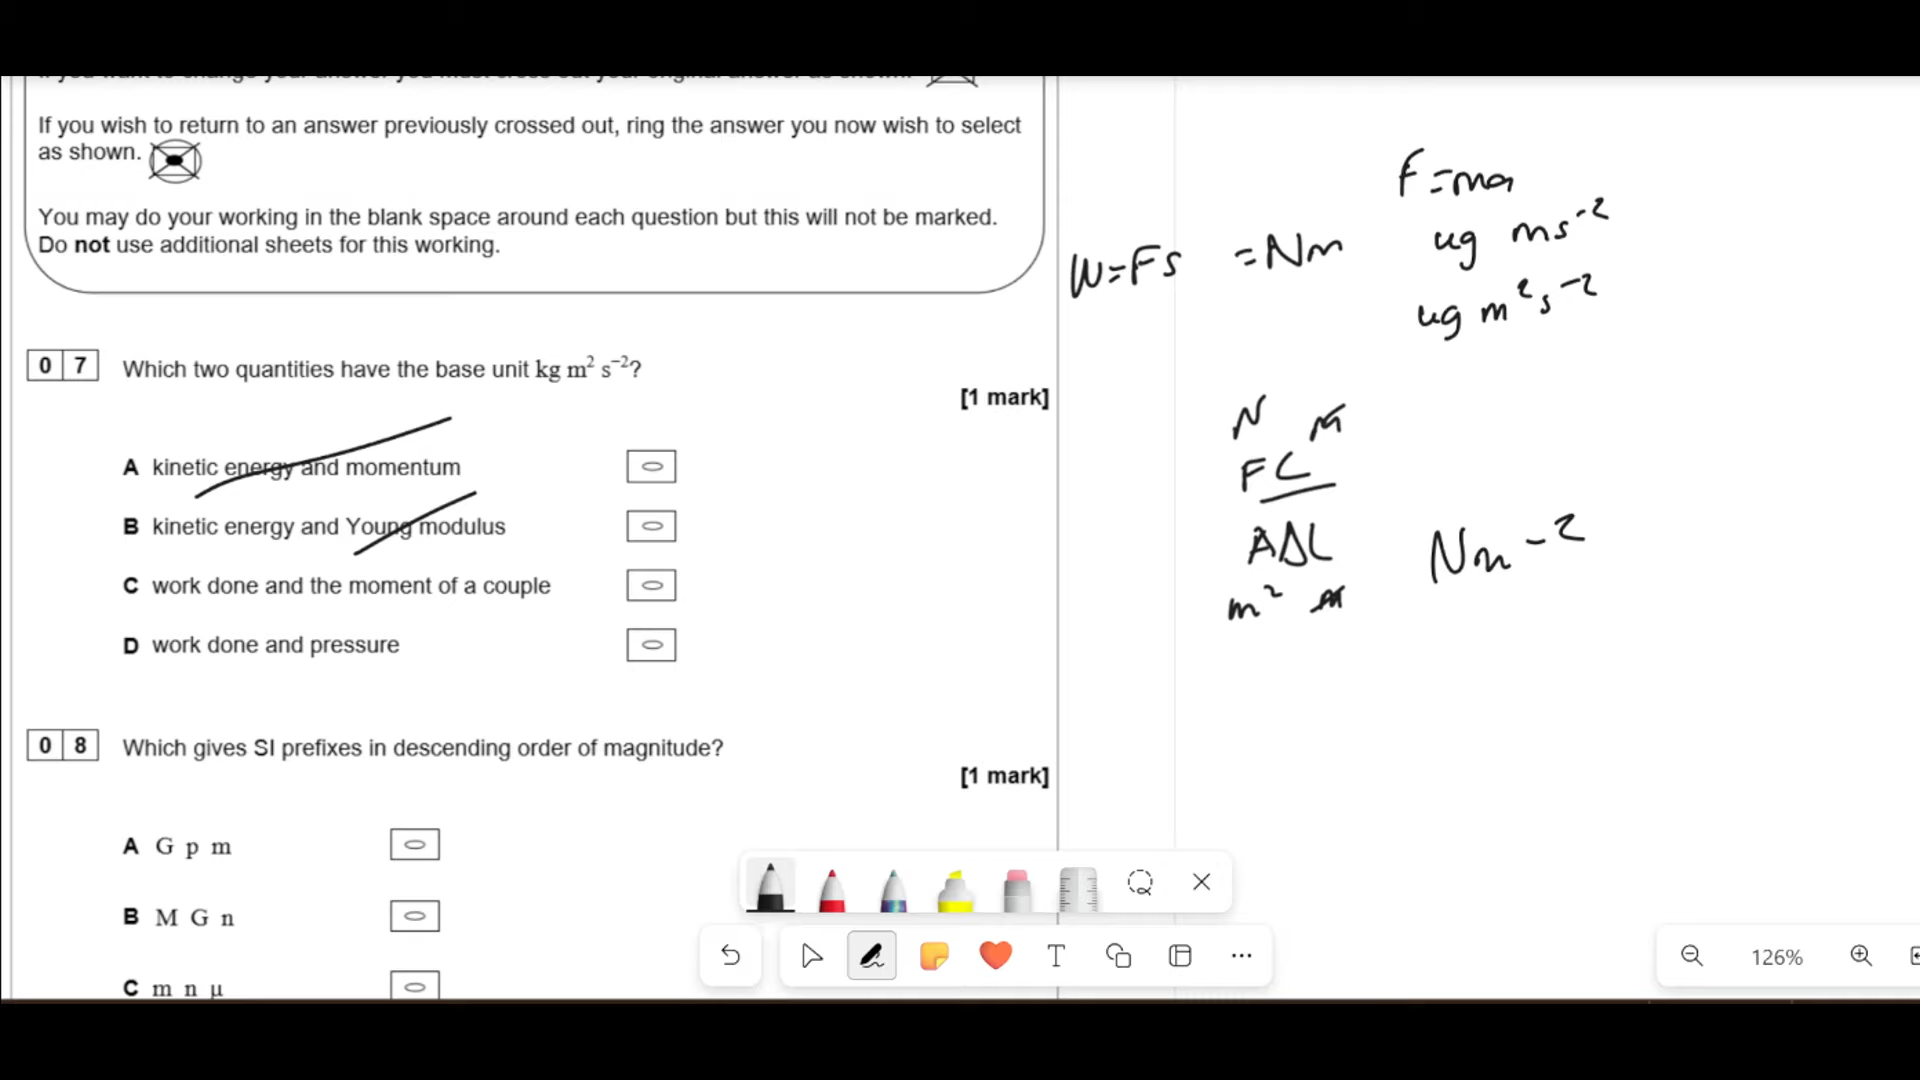 If you wish to return to an answer previously crossed out, ring the answer you now wish to select
as shown.
You may do your working in the blank space around each question but this will not be marked.
Do not use additional sheets for this working.
0 7 Which two quantities have the base unit kg m² s⁻²?
[1 mark]
A kinetic energy and momentum
B kinetic energy and Young modulus
C work done and the moment of a couple
D work done and pressure
0 8 Which gives SI prefixes in descending order of magnitude?
[1 mark]
A G p m
B M G n
C m n µ
F=ma
kg ms⁻²
W=Fs =Nm
kg m²s⁻²
N m
FL
AΔL
Nm⁻²
m² m
T
126%